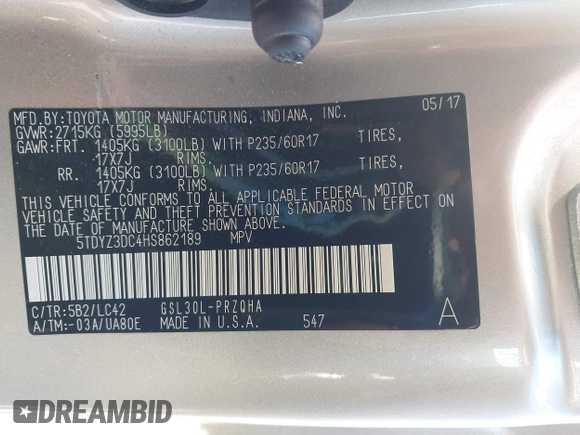 MFD.BY:TOYOTA MOTOR MANUFACTURING, INDIANA, INC. 05/17
GVWR:2715KG (5995LB)
GAWR:FRT. 1405KG (3100LB) WITH P235/60R17 TIRES,
17X7J RIMS.
RR. 1405KG (3100LB) WITH P235/60R17 TIRES,
17X7J RIMS.
THIS VEHICLE CONFORMS TO ALL APPLICABLE FEDERAL MOTOR
VEHICLE SAFETY AND THEFT PREVENTION STANDARDS IN EFFECT ON
THE DATE OF MANUFACTURE SHOWN ABOVE.
5TDYZ3DC4HS862189 MPV
C/TR:5B2/LC42 GSL30L-PRZQHA
A/TM:-03A/UA80E MADE IN U.S.A. 547 A
DREAMBID